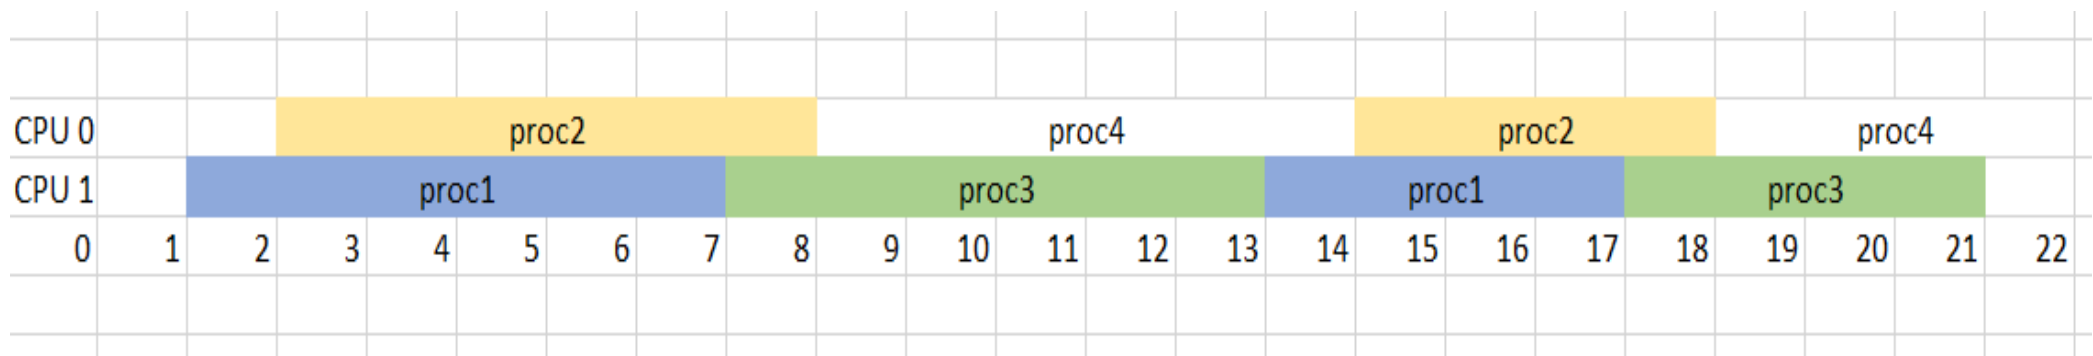 CPU 0 proc2 proc4 proc2 proc4
CPU 1 proc1 proc3 proc1 proc3
0 1 2 3 4 5 6 7 8 9 10 11 12 13 14 15 16 17 18 19 20 21 22